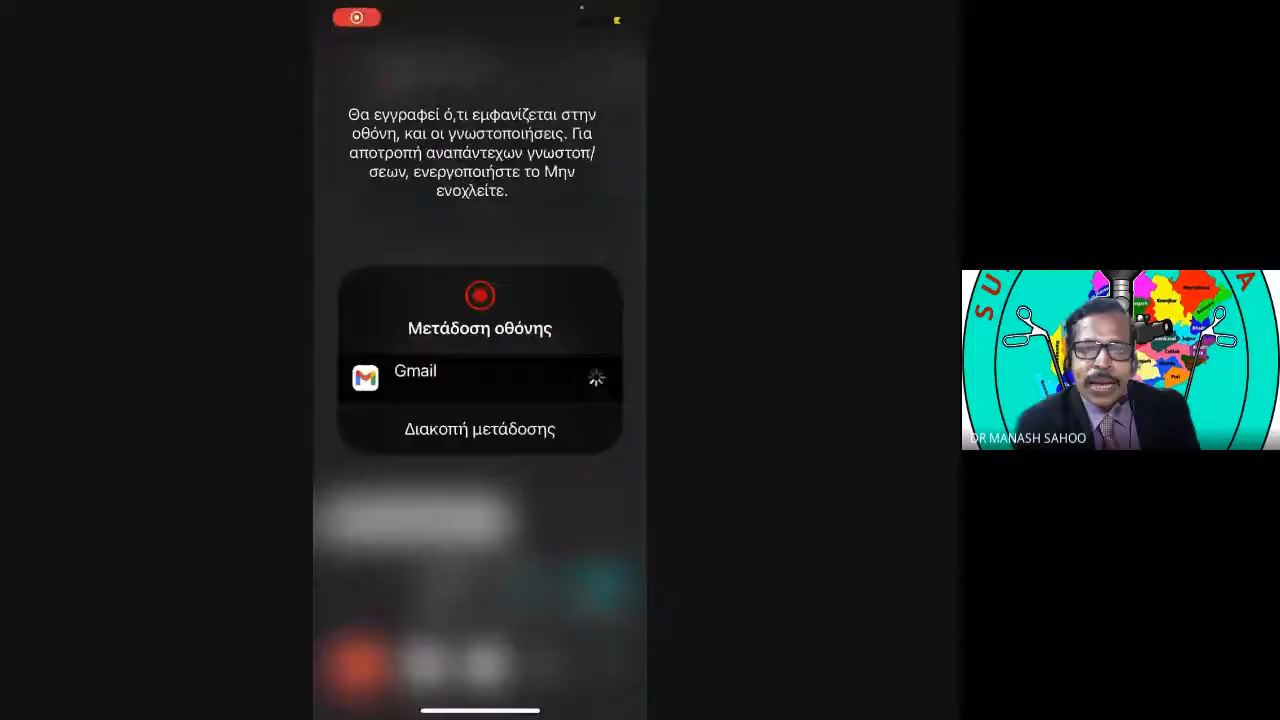 Θα εγγραφεί ό,τι εμφανίζεται στην
οθόνη, και οι γνωστοποιήσεις. Για
αποτροπή αναπάντεχων γνωστοπ/
σεων, ενεργοποιήστε το Μην
ενοχλείτε.
Μετάδοση οθόνης
Gmail
Διακοπή μετάδοσης
SU
A
DR MANASH SAHOO